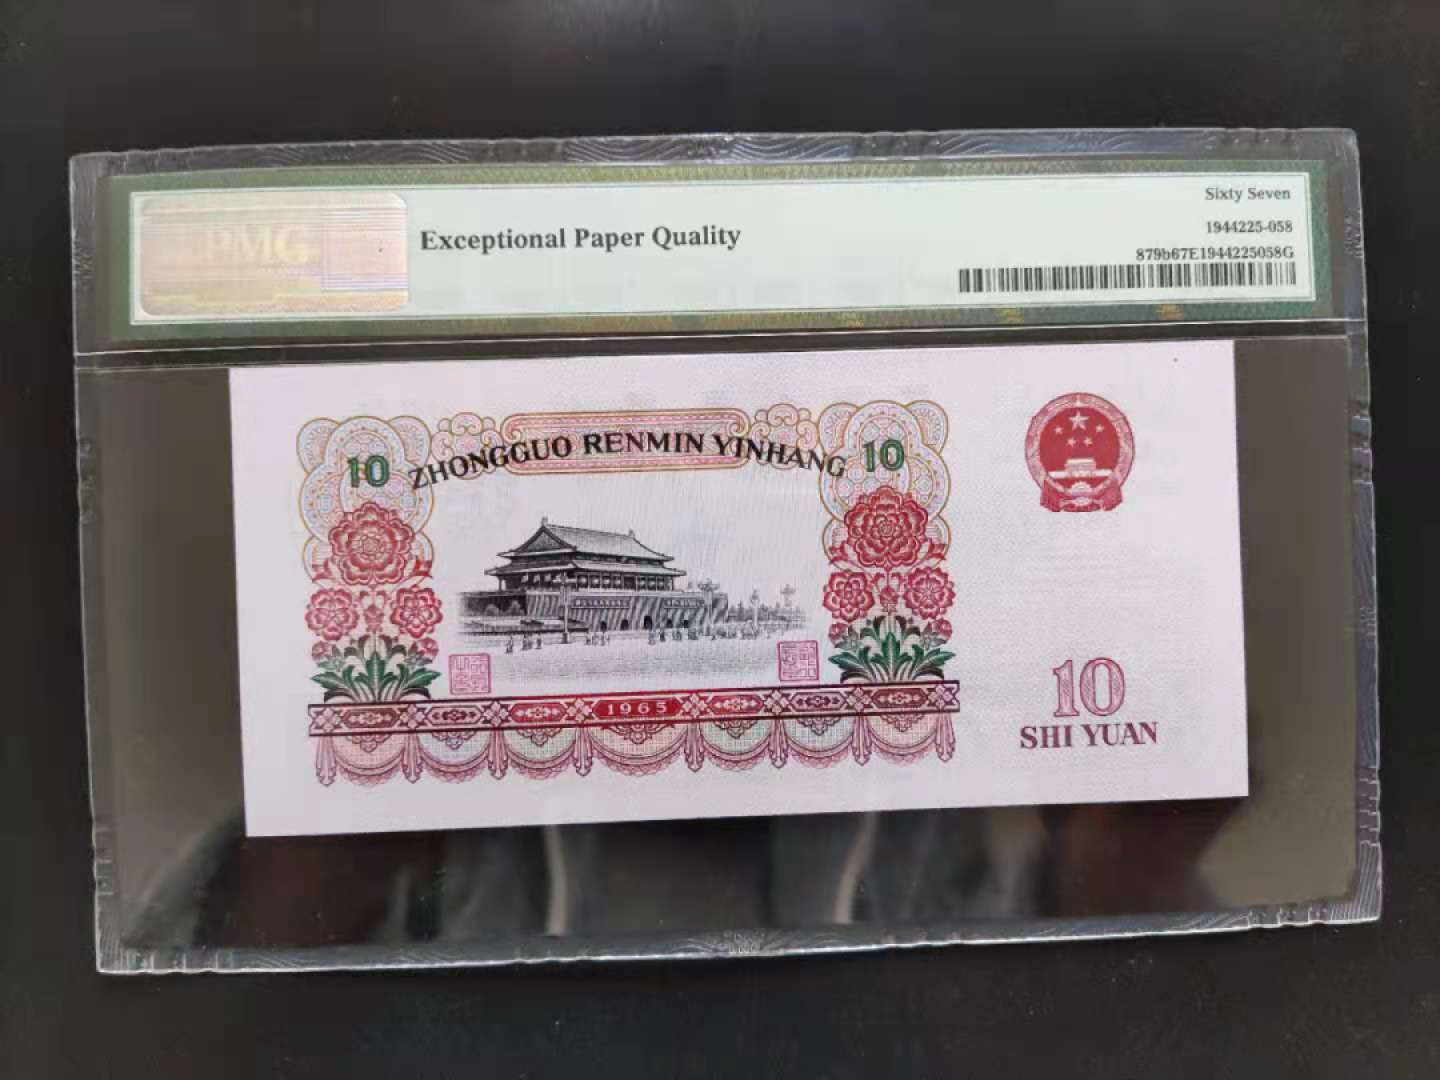 Sixty Seven
PMG
Exceptional Paper Quality
1944225-058
879b67E1944225058G
10 ZHONGGUO RENMIN YINHANG 10
1965
10
SHI YUAN